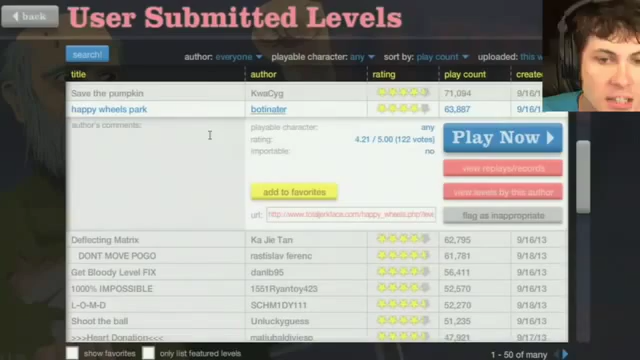 back
User Submitted Levels
search!
author: everyone playable character: any sort by: play count uploaded: this w
title author rating play count created
Save the pumpkin KwaCyg 71,094 9/16/1
happy wheels park botinater 63,887 9/16/1
author's comments:
playable character: any
rating: 4.21 / 5.00 (122 votes)
importable: no
Play Now
view replays/records
add to favorites
view levels by this author
url: http://www.totaljerkface.com/happy_wheels.php?leve
flag as inappropriate
Deflecting Matrix Ka Jie Tan 62,795 9/16/13
DONT MOVE POGO rastislav ferenc 61,781 9/18/13
Get Bloody Level FIX danlb95 56,411 9/16/13
1000% IMPOSSIBLE 1551Ryantoy423 52,570 9/16/13
L-O-M-D SCHM1DY111 52,270 9/16/13
Shoot the ball Unluckyguess 51,235 9/16/13
>>>Heart Donation<<< 47,921 9/17/13
show favorites only list featured levels 1 - 50 of many